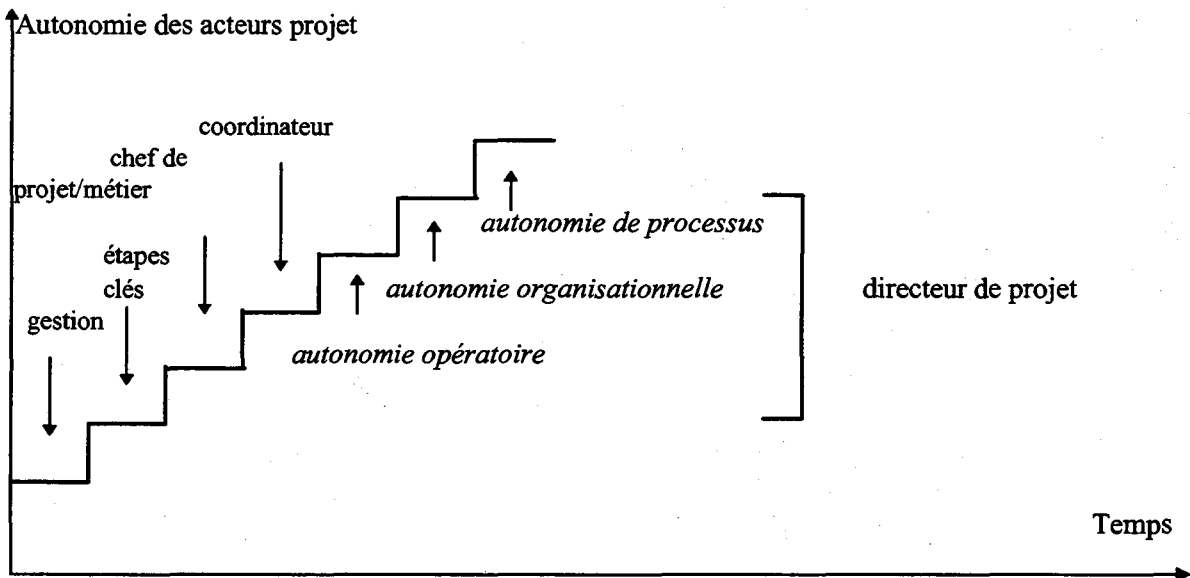 Autonomie des acteurs projet
coordinateur
chef de
projet/métier
étapes
clés
gestion
autonomie de processus
autonomie organisationnelle
directeur de projet
autonomie opératoire
Temps